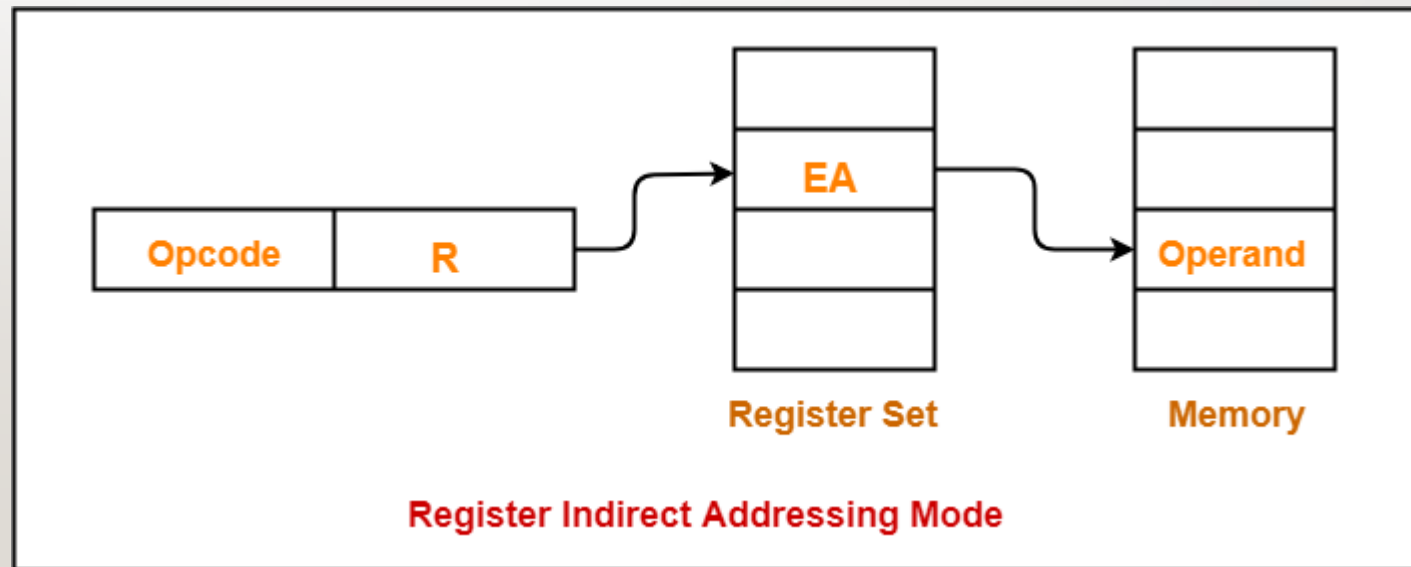 Opcode
R
EA
Operand
Register Set
Memory
Register Indirect Addressing Mode